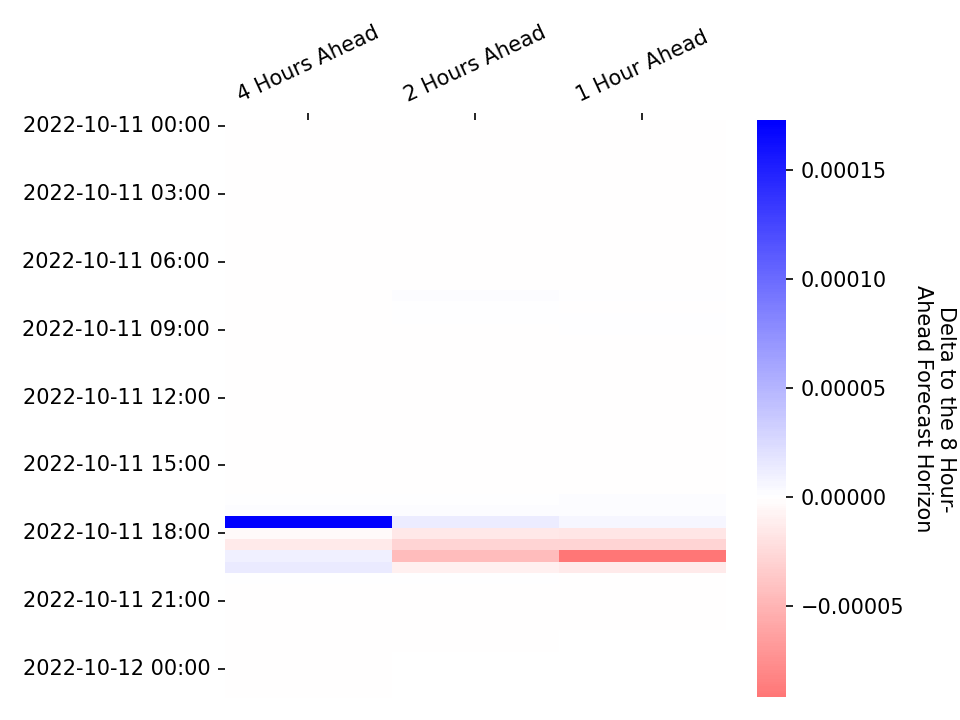 4 Hours Ahead
2 Hours Ahead
1 Hour Ahead
2022-10-11 00:00
2022-10-11 03:00
2022-10-11 06:00
2022-10-11 09:00
2022-10-11 12:00
2022-10-11 15:00
2022-10-11 18:00
2022-10-11 21:00
2022-10-12 00:00
0.00015
0.00010
0.00005
0.00000
−0.00005
Delta to the 8 Hour-
Ahead Forecast Horizon